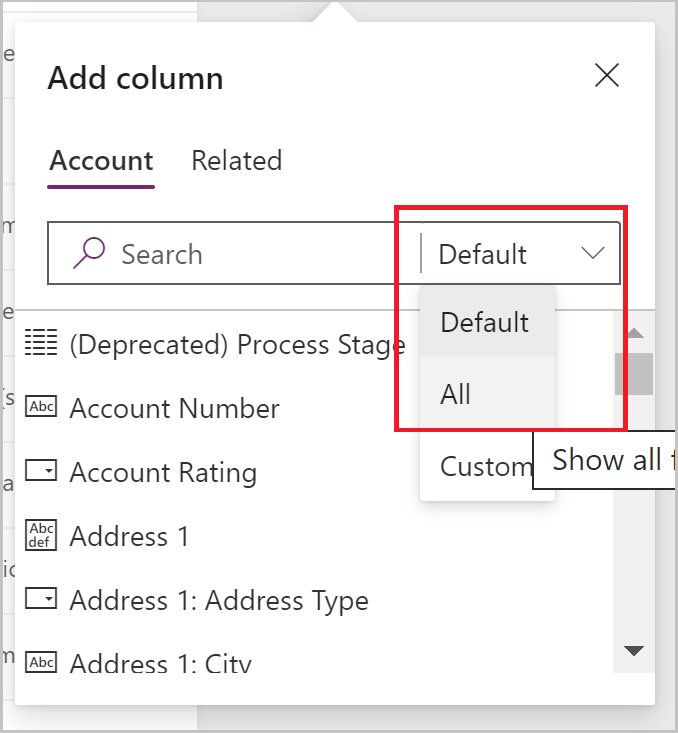 Add column
Account Related
Search Default
Default
(Deprecated) Process Stage
All
Abc Account Number
Custom Show all
Account Rating
Abc
def Address 1
Address 1: Address Type
Abc Address 1: City